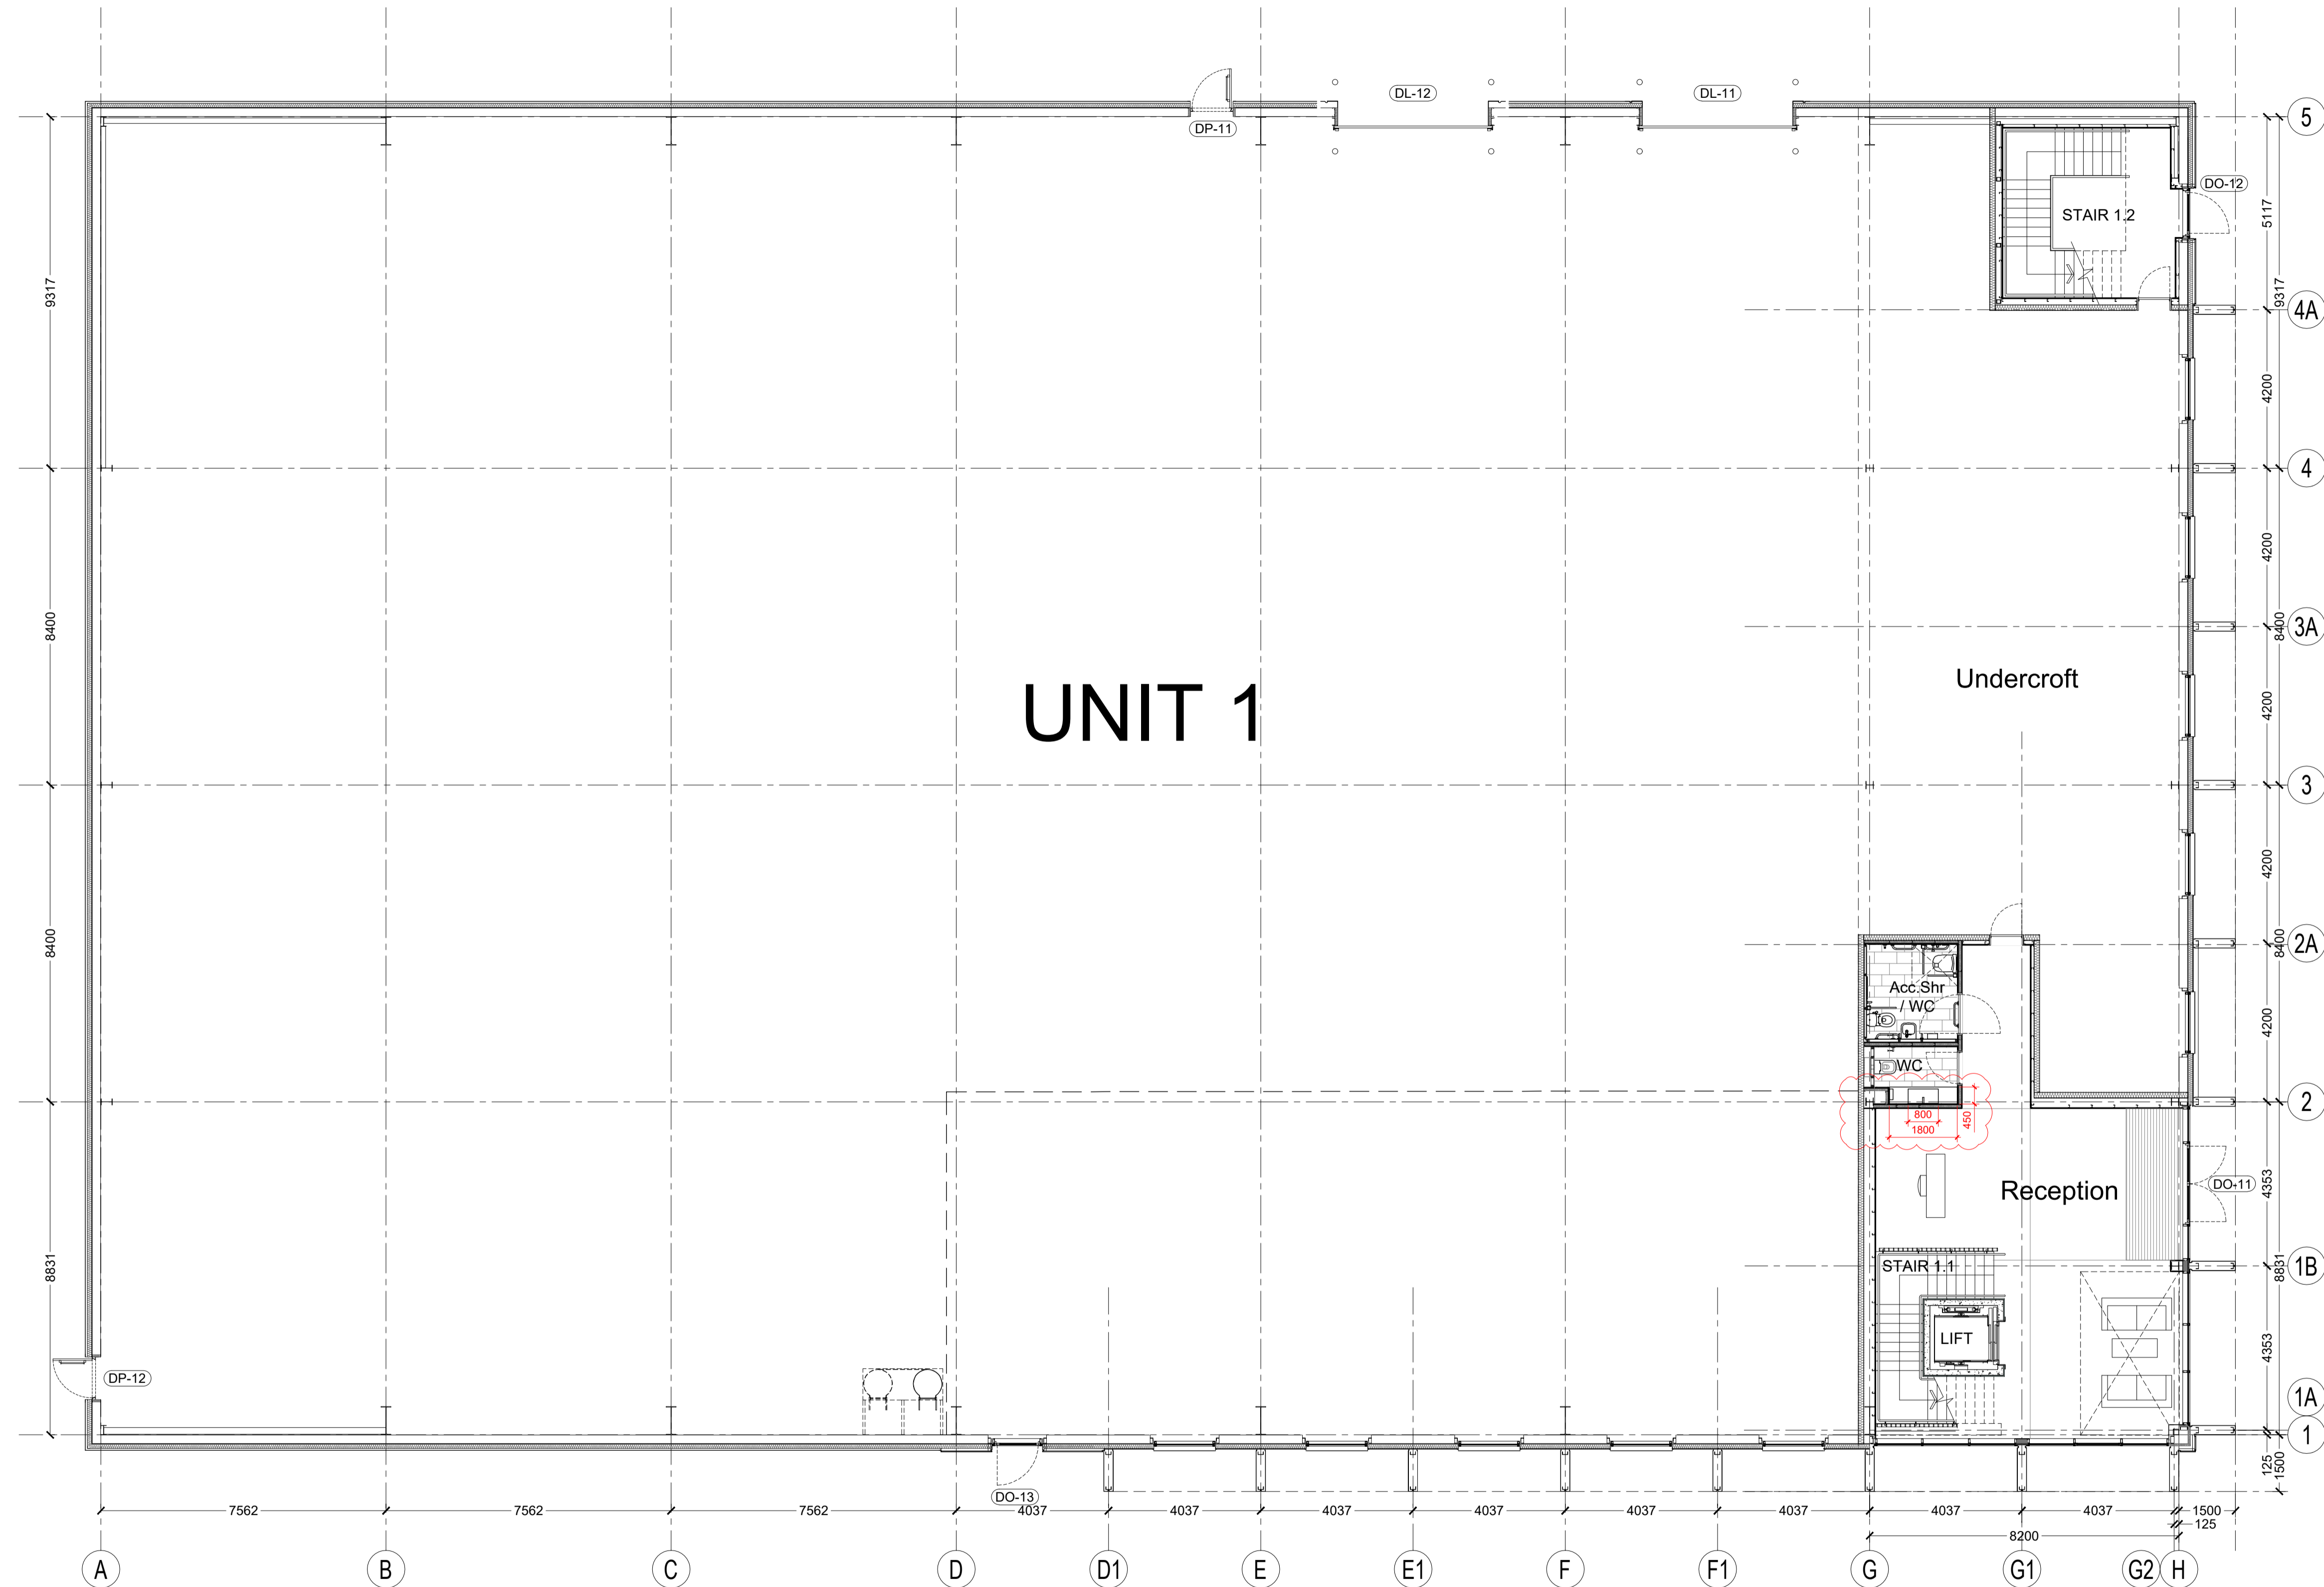 DL-12
DL-11
5
DP-11
DO-12
STAIR 1.2
5117
9317
9317
4A
4200
4
4200
8400
8400
3A
UNIT 1
Undercroft
4200
3
4200
8400
8400
2A
Acc.Shr
/ WC
4200
WC
2
800
450
1800
Reception
DO-11
4353
8831
STAIR 1.1
8831
1B
LIFT
4353
DP-12
1A
1
125
1500
DO-13
7562
7562
7562
4037
4037
4037
4037
4037
4037
4037
4037
1500
125
8200
A
B
C
D
D1
E
E1
F
F1
G
G1
G2
H